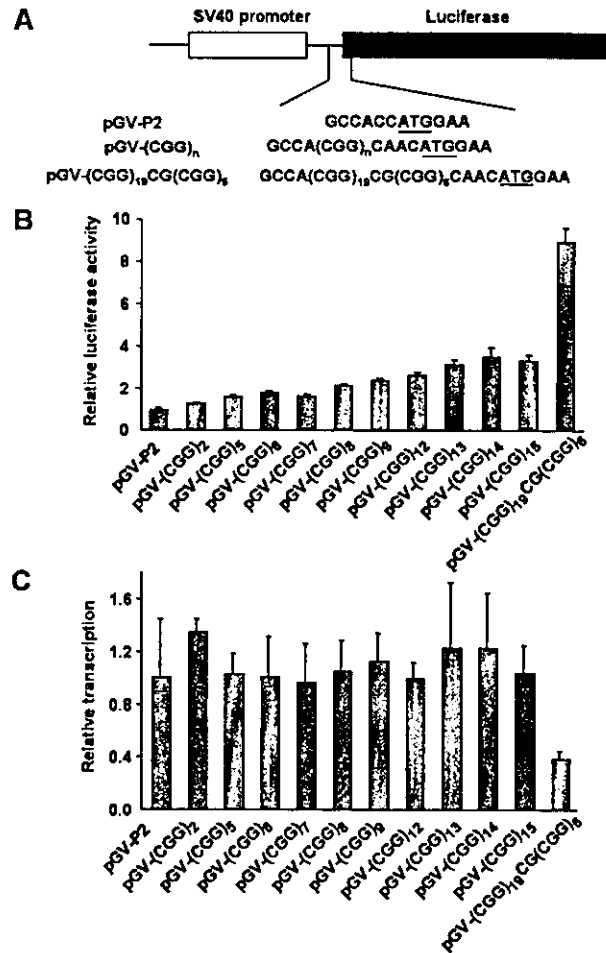 A
SV40 promoter
Luciferase
pGV-P2
GCCACCATGGAA
pGV-(CGG)n
GCCA(CGG)nCAACATGGAA
pGV-(CGG)19CG(CGG)5
GCCA(CGG)19CG(CGG)5CAACATGGAA
B
Relative luciferase activity
10
8
6
4
2
0
pGV-P2
pGV-(CGG)2
pGV-(CGG)5
pGV-(CGG)6
pGV-(CGG)7
pGV-(CGG)8
pGV-(CGG)9
pGV-(CGG)12
pGV-(CGG)13
pGV-(CGG)14
pGV-(CGG)15
pGV-(CGG)19CG(CGG)5
C
Relative transcription
1.6
1.2
0.8
0.4
0.0
pGV-P2
pGV-(CGG)2
pGV-(CGG)5
pGV-(CGG)6
pGV-(CGG)7
pGV-(CGG)8
pGV-(CGG)9
pGV-(CGG)12
pGV-(CGG)13
pGV-(CGG)14
pGV-(CGG)15
pGV-(CGG)19CG(CGG)5